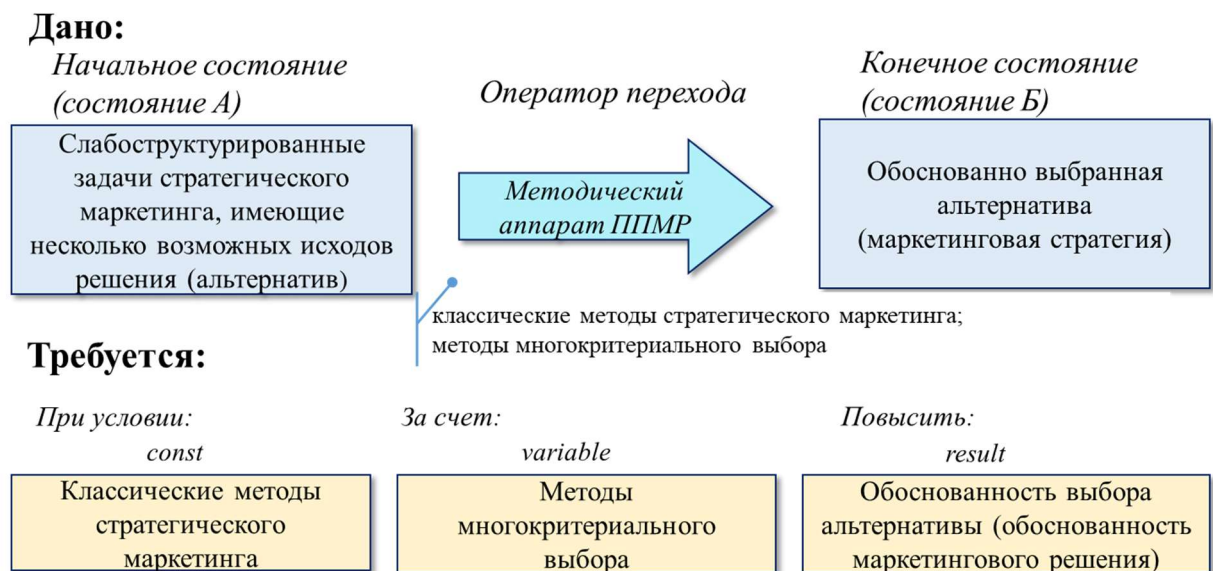 Дано:
Начальное состояние
(состояние А)
Оператор перехода
Конечное состояние
(состояние Б)
Слабоструктурированные
задачи стратегического
маркетинга, имеющие
несколько возможных исходов
решения (альтернатив)
Методический
аппарат ППМР
Обоснованно выбранная
альтернатива
(маркетинговая стратегия)
классические методы стратегического маркетинга;
методы многокритериального выбора
Требуется:
При условии:
const
Классические методы
стратегического
маркетинга
За счет:
variable
Методы
многокритериального
выбора
Повысить:
result
Обоснованность выбора
альтернативы (обоснованность
маркетингового решения)